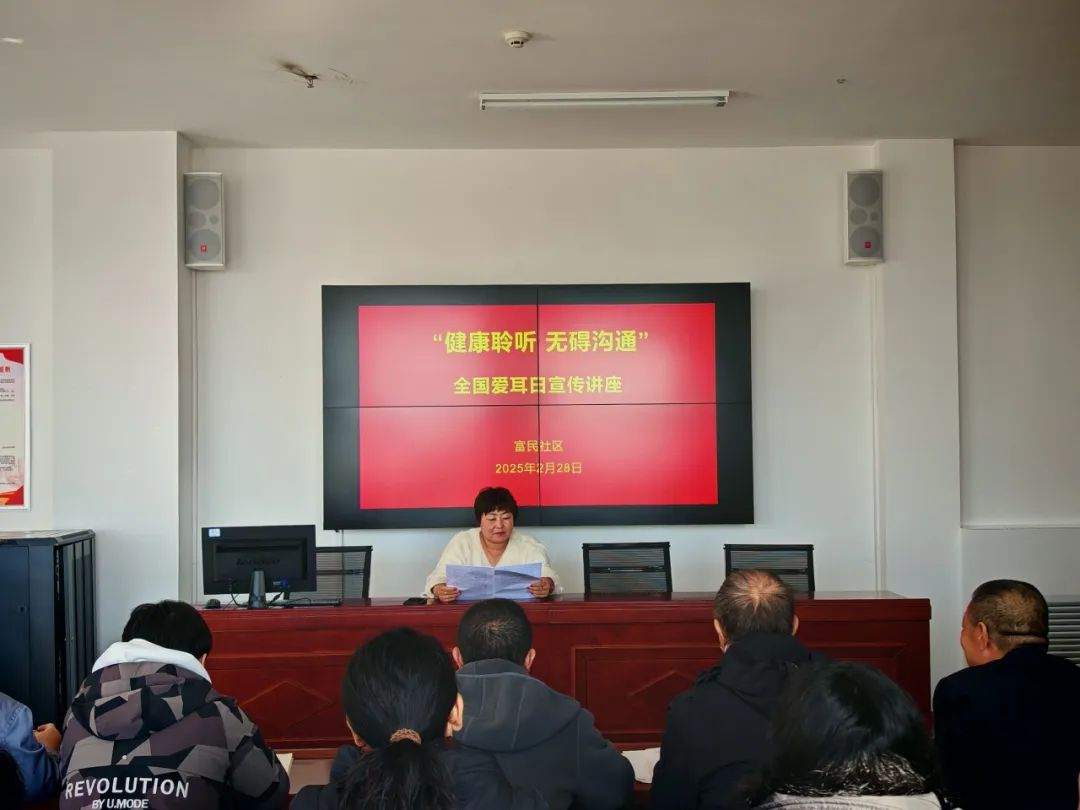 “健康聆听 无碍沟通”
全国爱耳日宣传讲座
富民社区
2025年2月28日
Lenovo
REVOLUTION
BY U.MODE